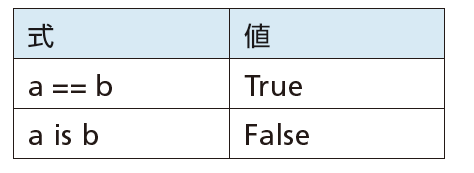 式 値
a == b True
a is b False